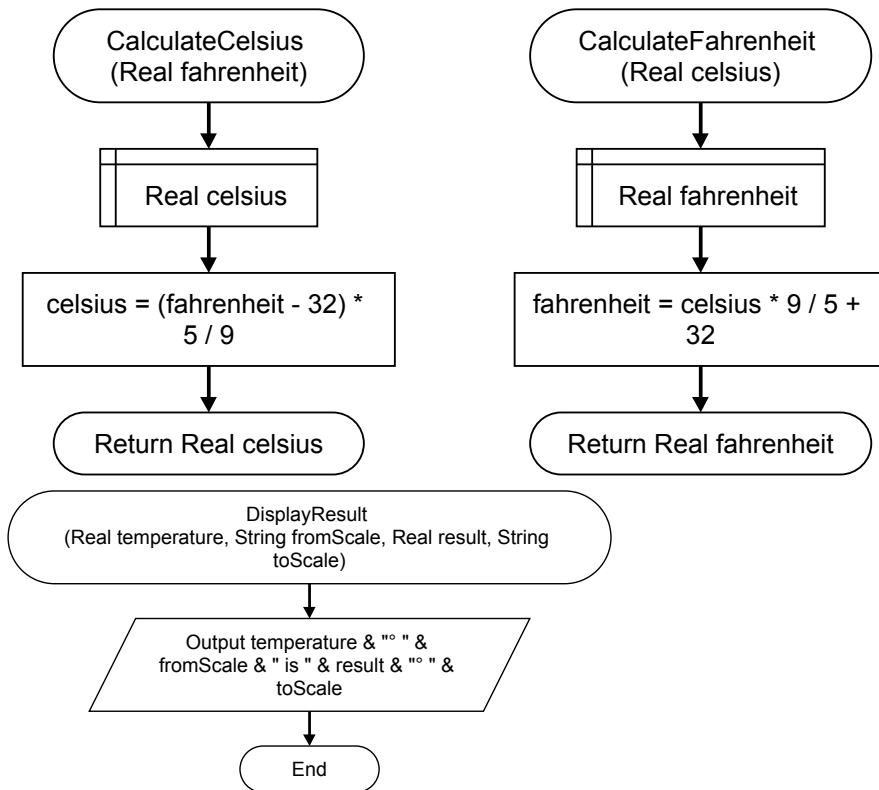 CalculateCelsius
(Real fahrenheit)
Real celsius
celsius = (fahrenheit - 32) *
5 / 9
Return Real celsius
CalculateFahrenheit
(Real celsius)
Real fahrenheit
fahrenheit = celsius * 9 / 5 +
32
Return Real fahrenheit
DisplayResult
(Real temperature, String fromScale, Real result, String
toScale)
Output temperature & "° " &
fromScale & " is " & result & "° " &
toScale
End